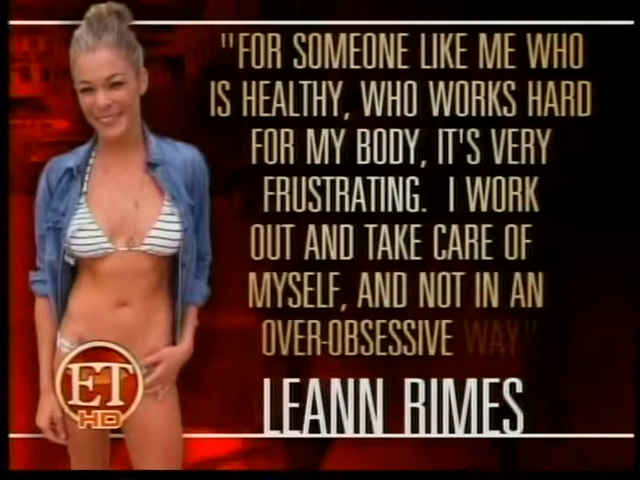 "FOR SOMEONE LIKE ME WHO
IS HEALTHY, WHO WORKS HARD
FOR MY BODY, IT'S VERY
FRUSTRATING. I WORK
OUT AND TAKE CARE OF
MYSELF, AND NOT IN AN
OVER-OBSESSIVE WAY"
LEANN RIMES
ET
HD